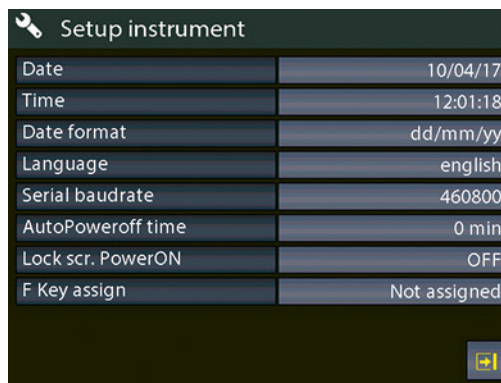 Setup instrument
Date 10/04/17
Time 12:01:18
Date format dd/mm/yy
Language english
Serial baudrate 460800
AutoPoweroff time 0 min
Lock scr. PowerON OFF
F Key assign Not assigned